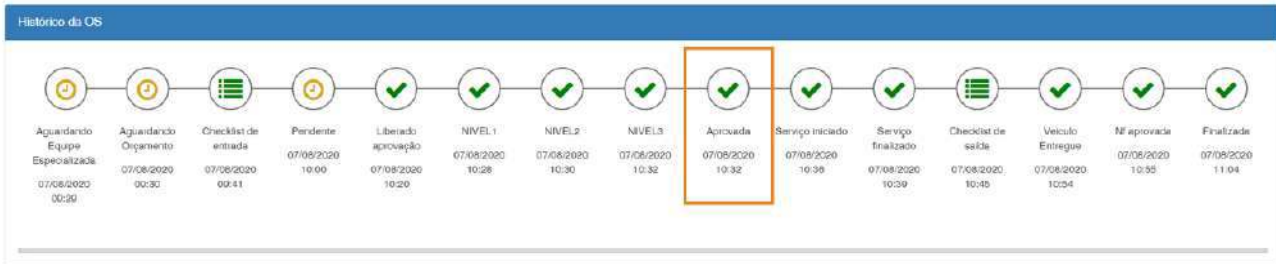 Histórico da OS
Aguardando
Equipe
Especializada
07/08/2020
09:29
Aguardando
Orçamento
07/08/2020
09:30
Checklist de
entrada
07/08/2020
09:41
Pendente
07/08/2020
10:00
Liberado
aprovação
07/08/2020
10:20
NIVEL1
07/08/2020
10:28
NIVEL2
07/08/2020
10:30
NIVEL3
07/08/2020
10:32
Aprovada
07/08/2020
10:32
Serviço iniciado
07/08/2020
10:36
Serviço
finalizado
07/08/2020
10:39
Checklist de
saída
07/08/2020
10:45
Veículo
Entregue
07/08/2020
10:54
Nf aprovada
07/08/2020
10:55
Finalizada
07/08/2020
11:04